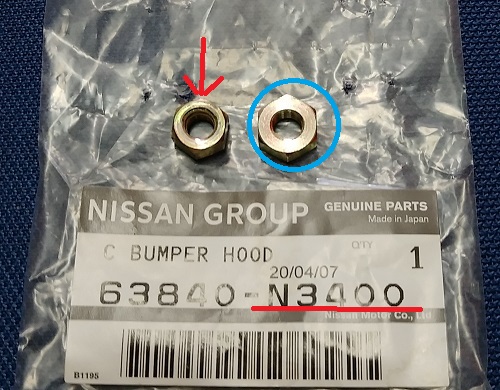 NISSAN GROUP GENUINE PARTS
Made in Japan
C BUMPER HOOD Q'TY 1
20/04/07
63840-N3400
Nissan Motor Co., Ltd
B1195